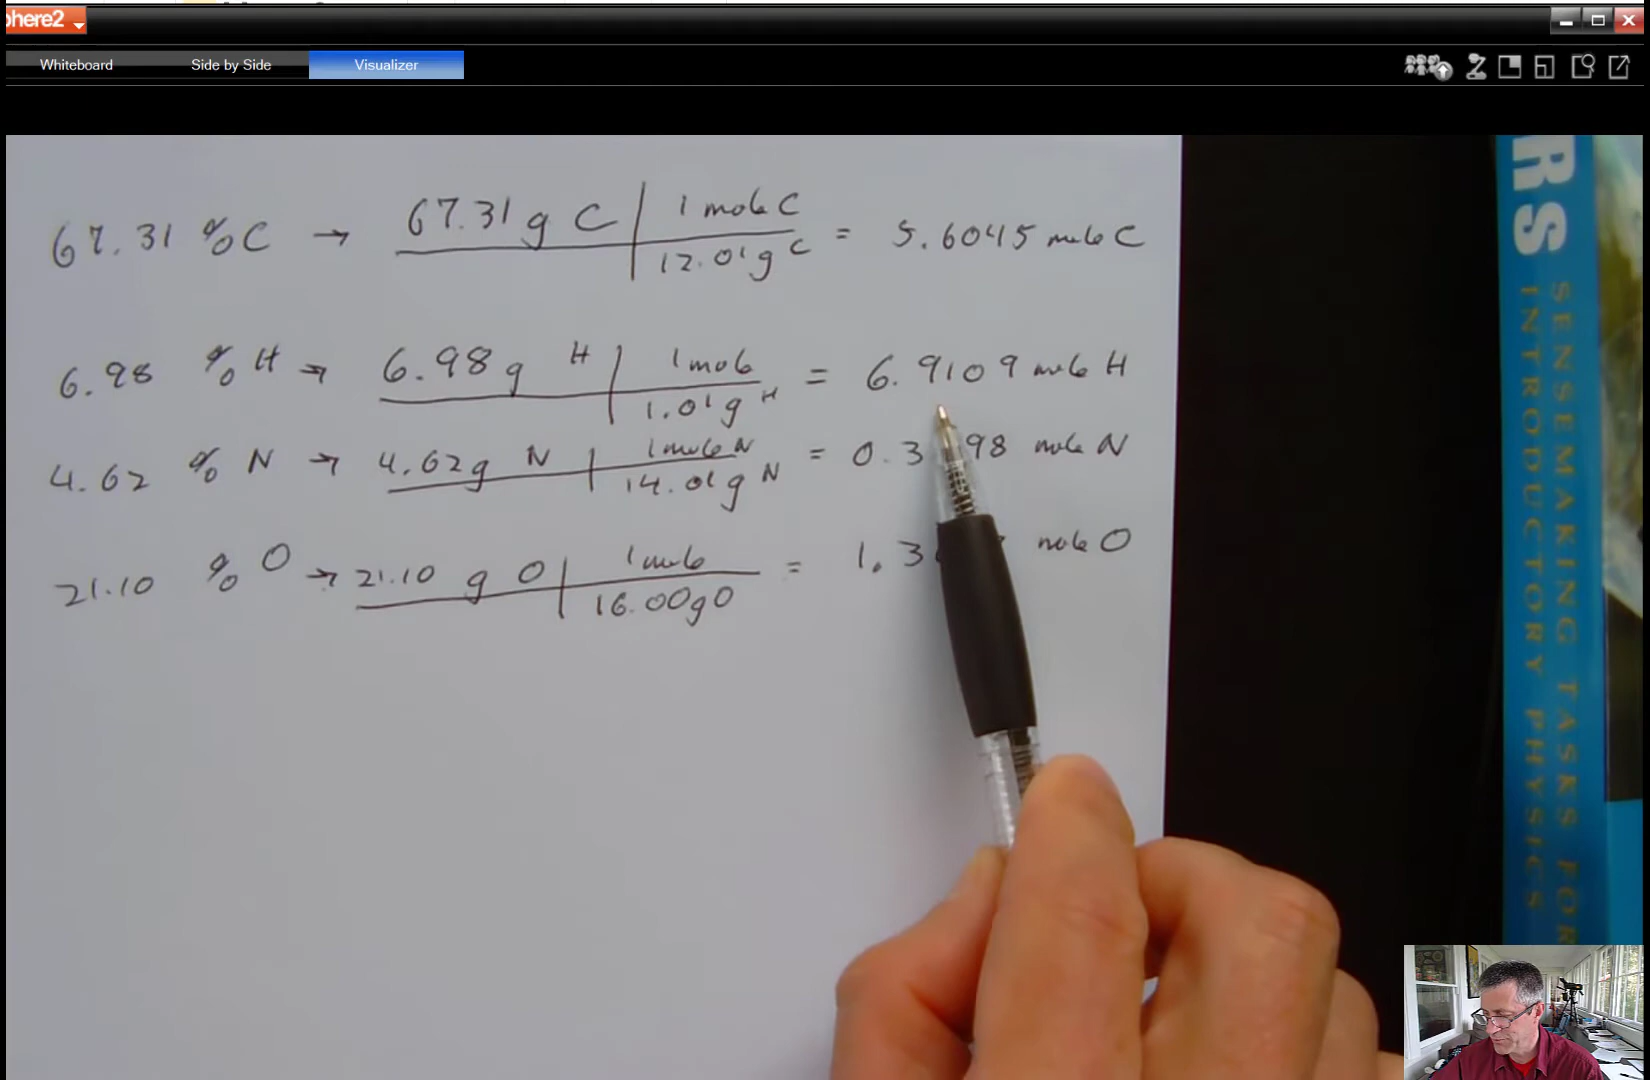 here2
Whiteboard Side by Side Visualizer
67.31 % C → 67.31 g C | 1 mole C = 5.6045 mole C
12.01 g C
6.98 % H → 6.98 g H | 1 mole = 6.9109 mole H
1.01 g H
4.62 % N → 4.62 g N | 1 mole N = 0.3 98 mole N
14.01 g N
21.10 % O → 21.10 g O | 1 mole = 1.3 mole O
16.00 g O
RS
SENSEMAKING TASKS FOR
INTRODUCTORY PHYSICS